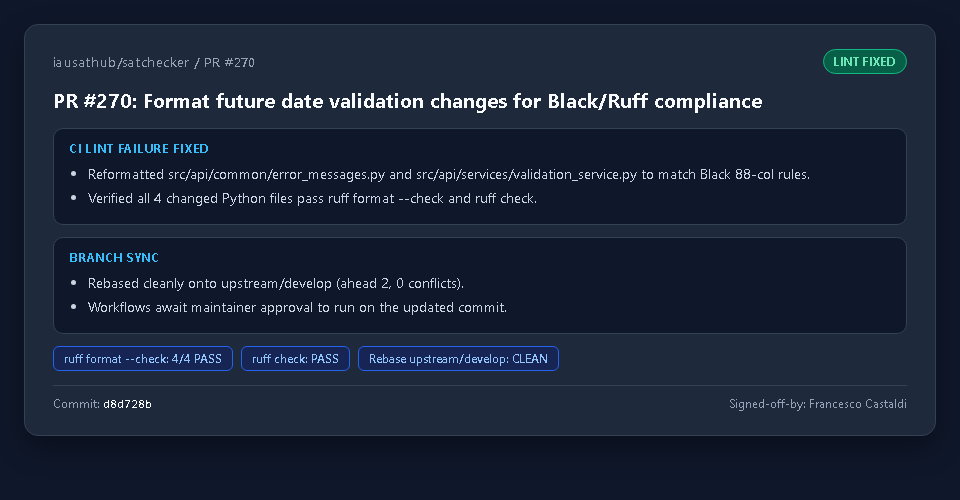 iausathub/satchecker / PR #270
LINT FIXED
PR #270: Format future date validation changes for Black/Ruff compliance
CI LINT FAILURE FIXED
• Reformatted src/api/common/error_messages.py and src/api/services/validation_service.py to match Black 88-col rules.
• Verified all 4 changed Python files pass ruff format --check and ruff check.
BRANCH SYNC
• Rebased cleanly onto upstream/develop (ahead 2, 0 conflicts).
• Workflows await maintainer approval to run on the updated commit.
ruff format --check: 4/4 PASS
ruff check: PASS
Rebase upstream/develop: CLEAN
Commit: d8d728b
Signed-off-by: Francesco Castaldi